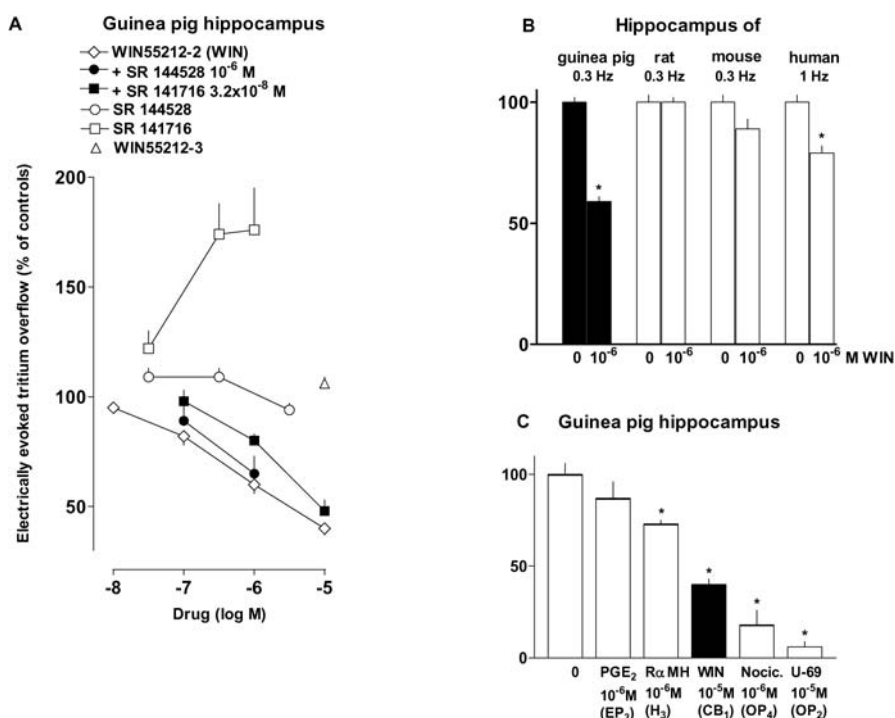 A
Guinea pig hippocampus
WIN55212-2 (WIN)
+ SR 144528 10⁻⁶ M
+ SR 141716 3.2x10⁻⁸ M
SR 144528
SR 141716
WIN55212-3
Electrically evoked tritium overflow (% of controls)
200
150
100
50
-8 -7 -6 -5
Drug (log M)
B
Hippocampus of
guinea pig rat mouse human
0.3 Hz 0.3 Hz 0.3 Hz 1 Hz
100
50
0
* *
0 10⁻⁶ 0 10⁻⁶ 0 10⁻⁶ 0 10⁻⁶ M WIN
C
Guinea pig hippocampus
100
50
0
* * * *
0 PGE₂ Rα MH WIN Nocic. U-69
10⁻⁶M 10⁻⁶M 10⁻⁵M 10⁻⁶M 10⁻⁵M
(EP₃) (H₃) (CB₁) (OP₄) (OP₂)